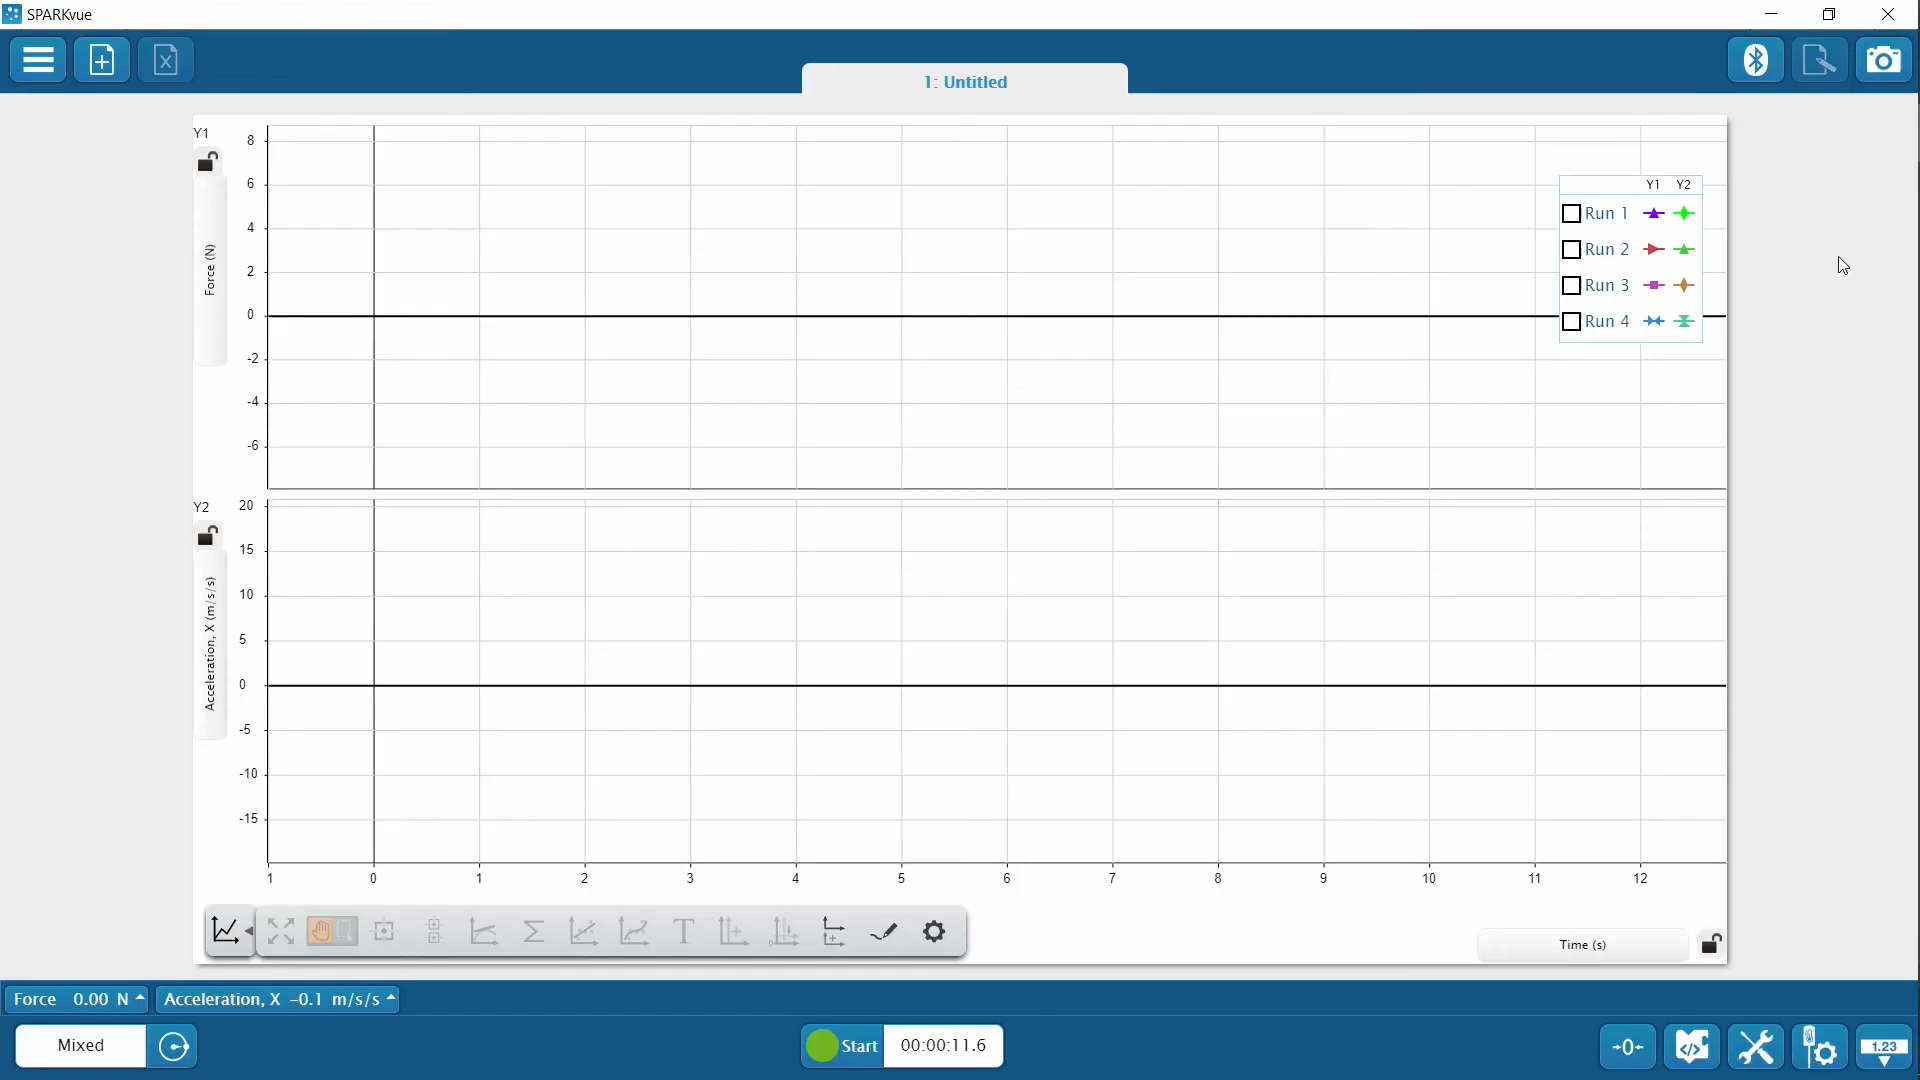 SPARKvue
1: Untitled
Y1
8
6
4
2
0
-2
-4
-6
Force (N)
Y1 Y2
Run 1
Run 2
Run 3
Run 4
Y2
20
15
10
5
0
-5
-10
-15
Acceleration, X (m/s/s)
1 0 1 2 3 4 5 6 7 8 9 10 11 12
Time (s)
Force 0.00 N
Acceleration, X -0.1 m/s/s
Mixed
Start
00:00:11.6
1.23